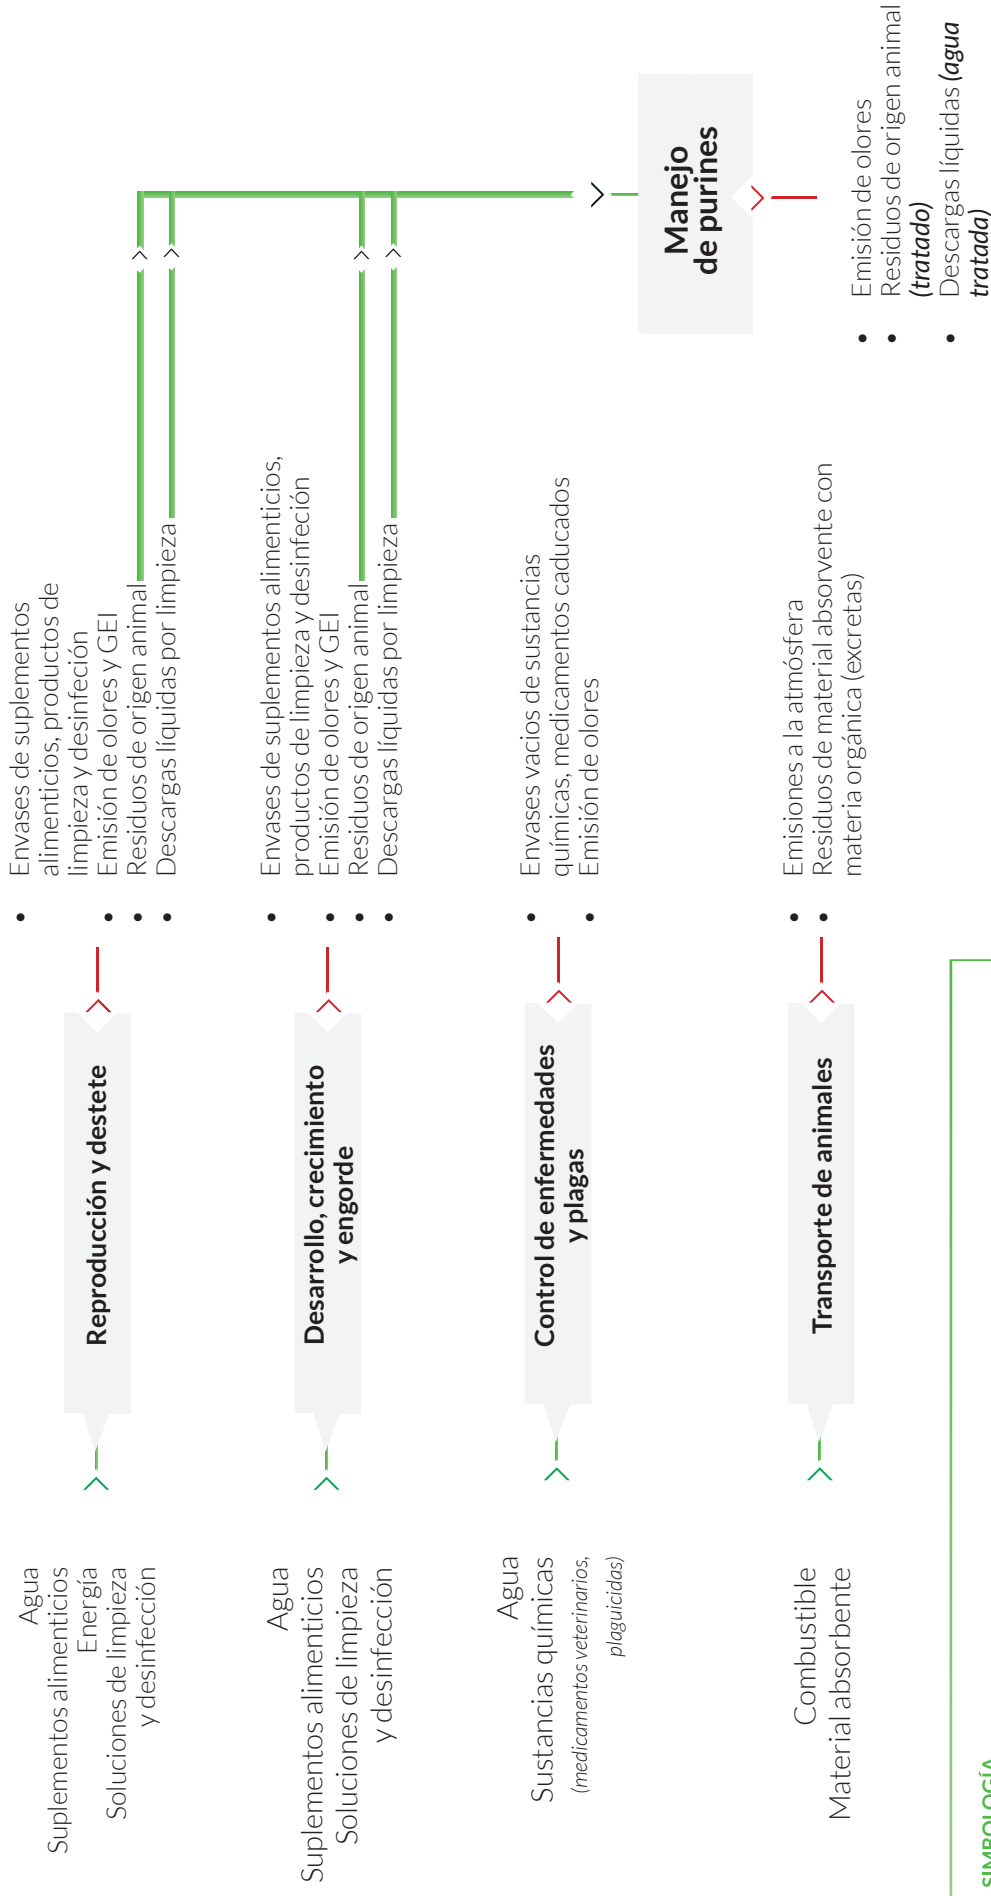 Agua
Suplementos alimenticios
Energía
Soluciones de limpieza
y desinfección
Reproducción y destete
• Envases de suplementos
alimenticios, productos de
limpieza y desinfeción
• Emisión de olores y GEI
• Residuos de origen animal
• Descargas líquidas por limpieza
Agua
Suplementos alimenticios
Soluciones de limpieza
y desinfección
Desarrollo, crecimiento
y engorde
• Envases de suplemento alimenticios,
productos de limpieza y desinfeción
• Emisión de olores y GEI
• Residuos de origen animal
• Descargas líquidas por limpieza
Agua
Sustancias químicas
(medicamentos veterinarios,
plaguicidas)
Control de enfermedades
y plagas
• Envases vacios de sustancias
químicas, medicamentos caducados
• Emisión de olores
Manejo
de purines
• Emisión de olores
• Residuos de origen animal
(tratado)
• Descargas líquidas (agua
tratada)
Combustible
Material absorbente
Transporte de animales
• Emisiones a la atmósfera
• Residuos de material absorvente con
materia orgánica (excretas)
SIMBOLOGÍA